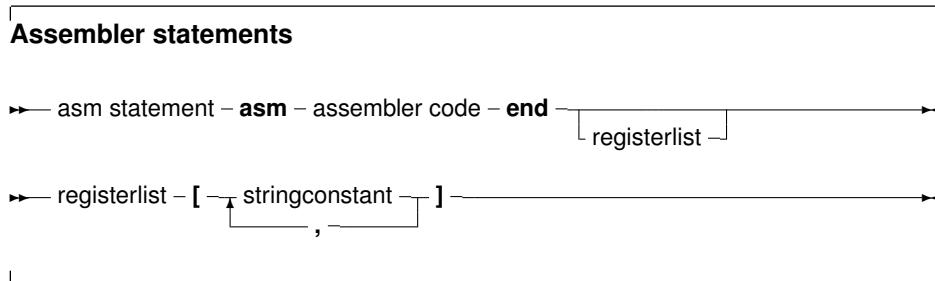 Assembler statements
asm statement – asm – assembler code – end
registerlist
registerlist – [ stringconstant ]
,